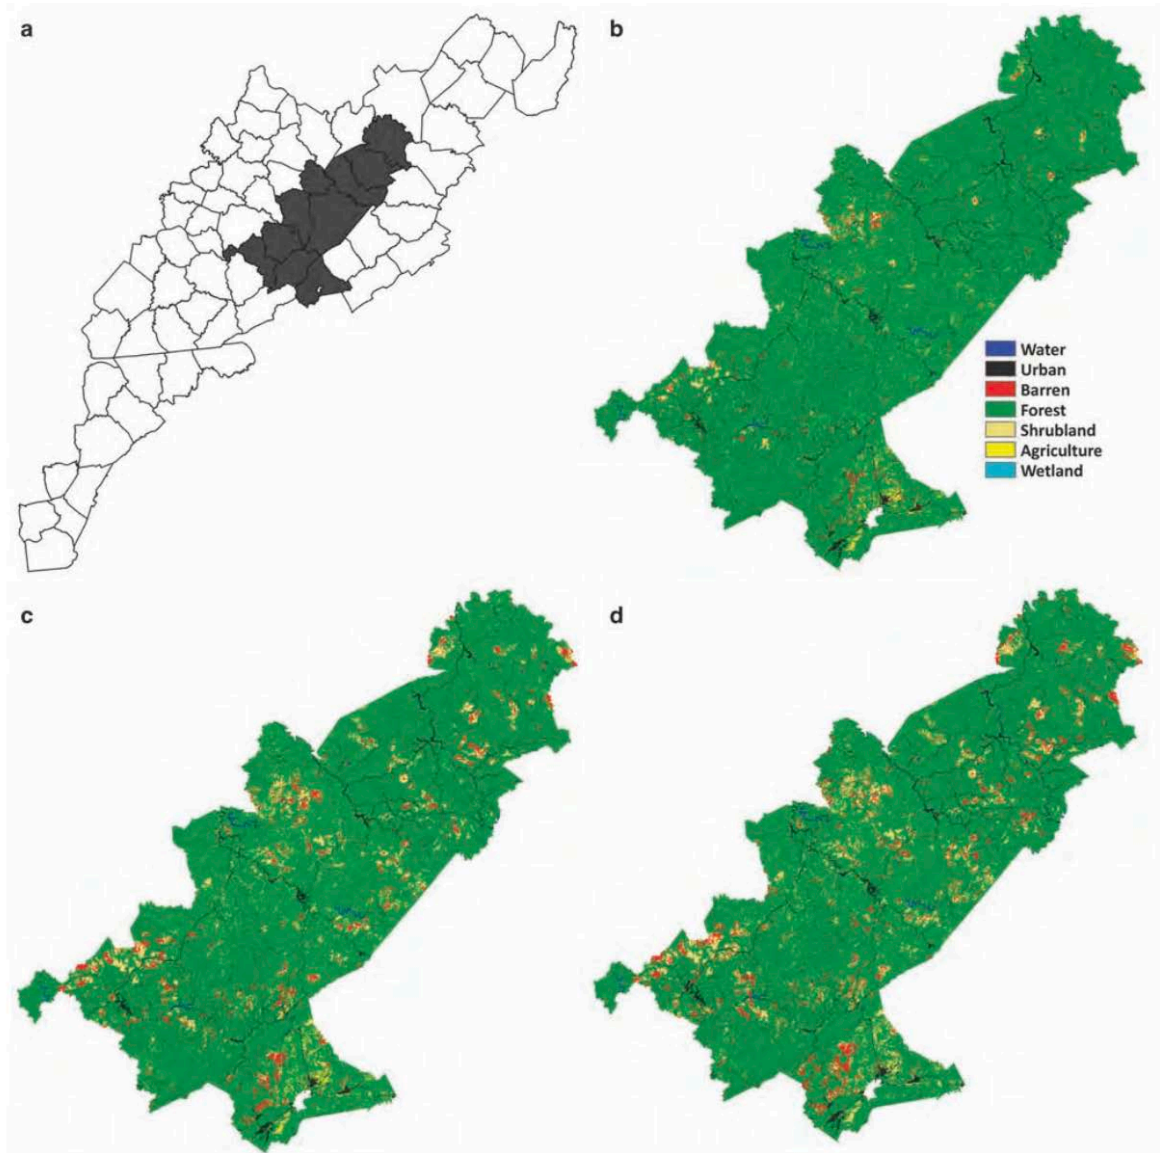 a
b
Water
Urban
Barren
Forest
Shrubland
Agriculture
Wetland
c
d